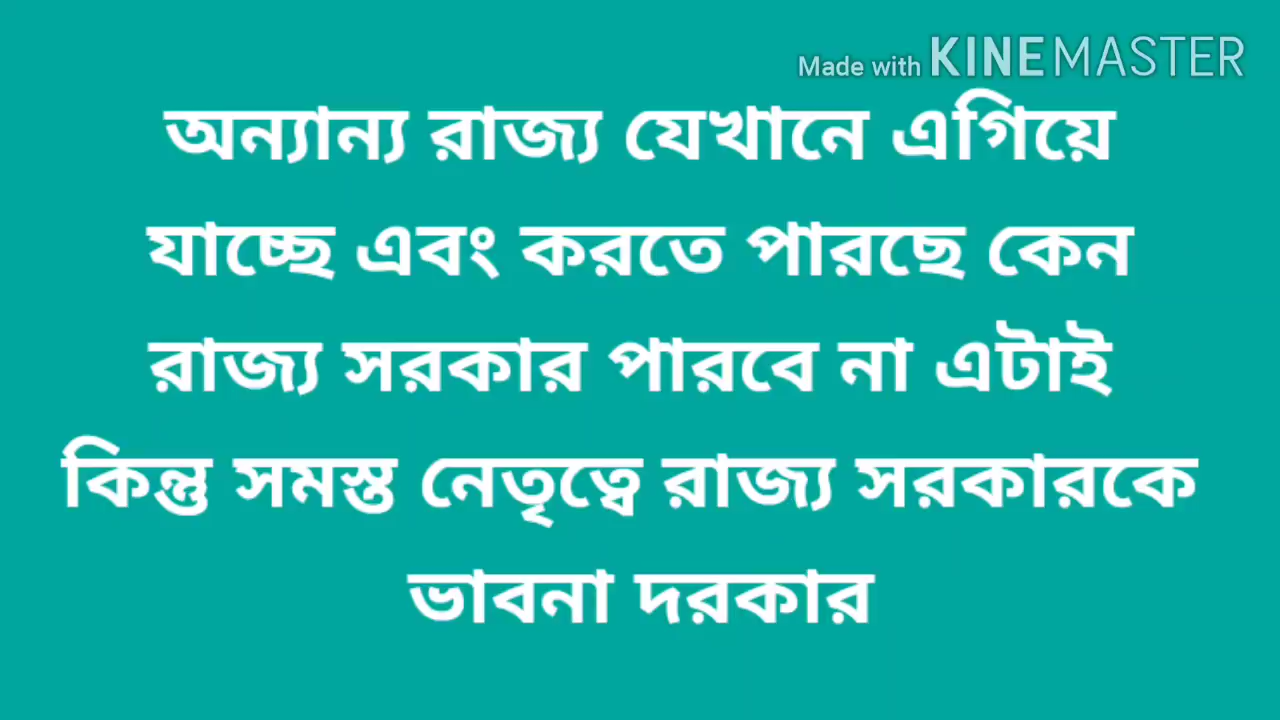 Made with KINEMASTER
অন্যান্য রাজ্য যেখানে এগিয়ে
যাচ্ছে এবং করতে পারছে কেন
রাজ্য সরকার পারবে না এটাই
কিন্তু সমস্ত নেতৃত্বে রাজ্য সরকারকে
ভাবনা দরকার